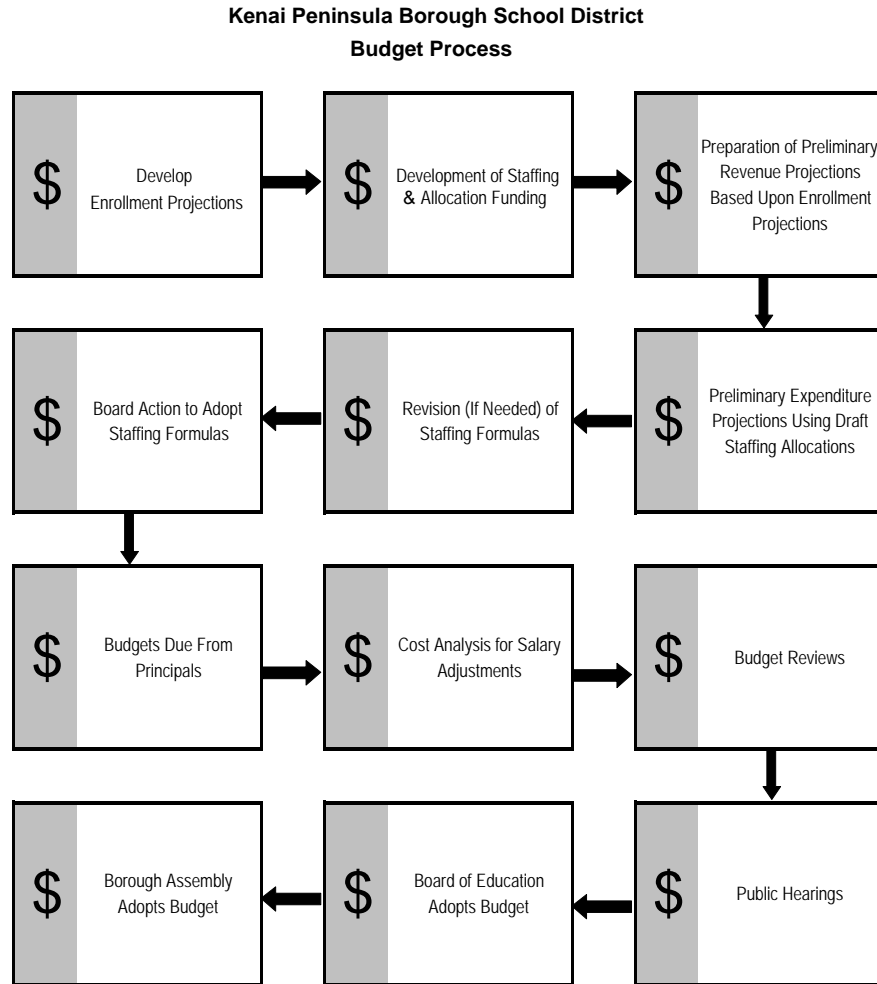 Kenai Peninsula Borough School District
Budget Process
$
Develop
Enrollment Projections
$
Development of Staffing
& Allocation Funding
$
Preparation of Preliminary
Revenue Projections
Based Upon Enrollment
Projections
$
Board Action to Adopt
Staffing Formulas
$
Revision (If Needed) of
Staffing Formulas
$
Preliminary Expenditure
Projections Using Draft
Staffing Allocations
$
Budgets Due From
Principals
$
Cost Analysis for Salary
Adjustments
$
Budget Reviews
$
Borough Assembly
Adopts Budget
$
Board of Education
Adopts Budget
$
Public Hearings